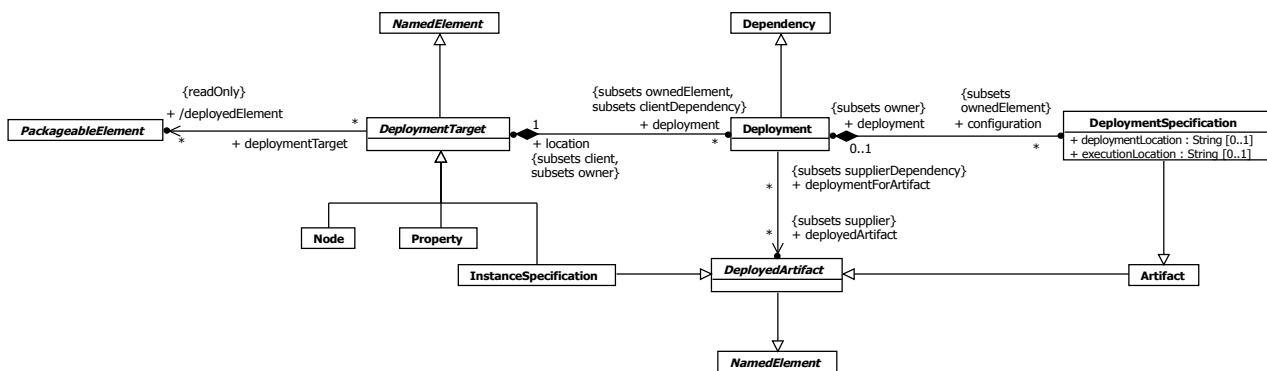 NamedElement
Dependency
{readOnly}
+ /deployedElement
*
PackageableElement
*
+ deploymentTarget
DeploymentTarget
1
+ location
{subsets client,
subsets owner}
{subsets ownedElement,
subsets clientDependency}
+ deployment
*
Deployment
{subsets owner}
+ deployment
0..1
{subsets
ownedElement}
+ configuration
*
DeploymentSpecification
+ deploymentLocation : String [0..1]
+ executionLocation : String [0..1]
{subsets supplierDependency}
+ deploymentForArtifact
*
{subsets supplier}
+ deployedArtifact
*
Node
Property
InstanceSpecification
DeployedArtifact
Artifact
NamedElement